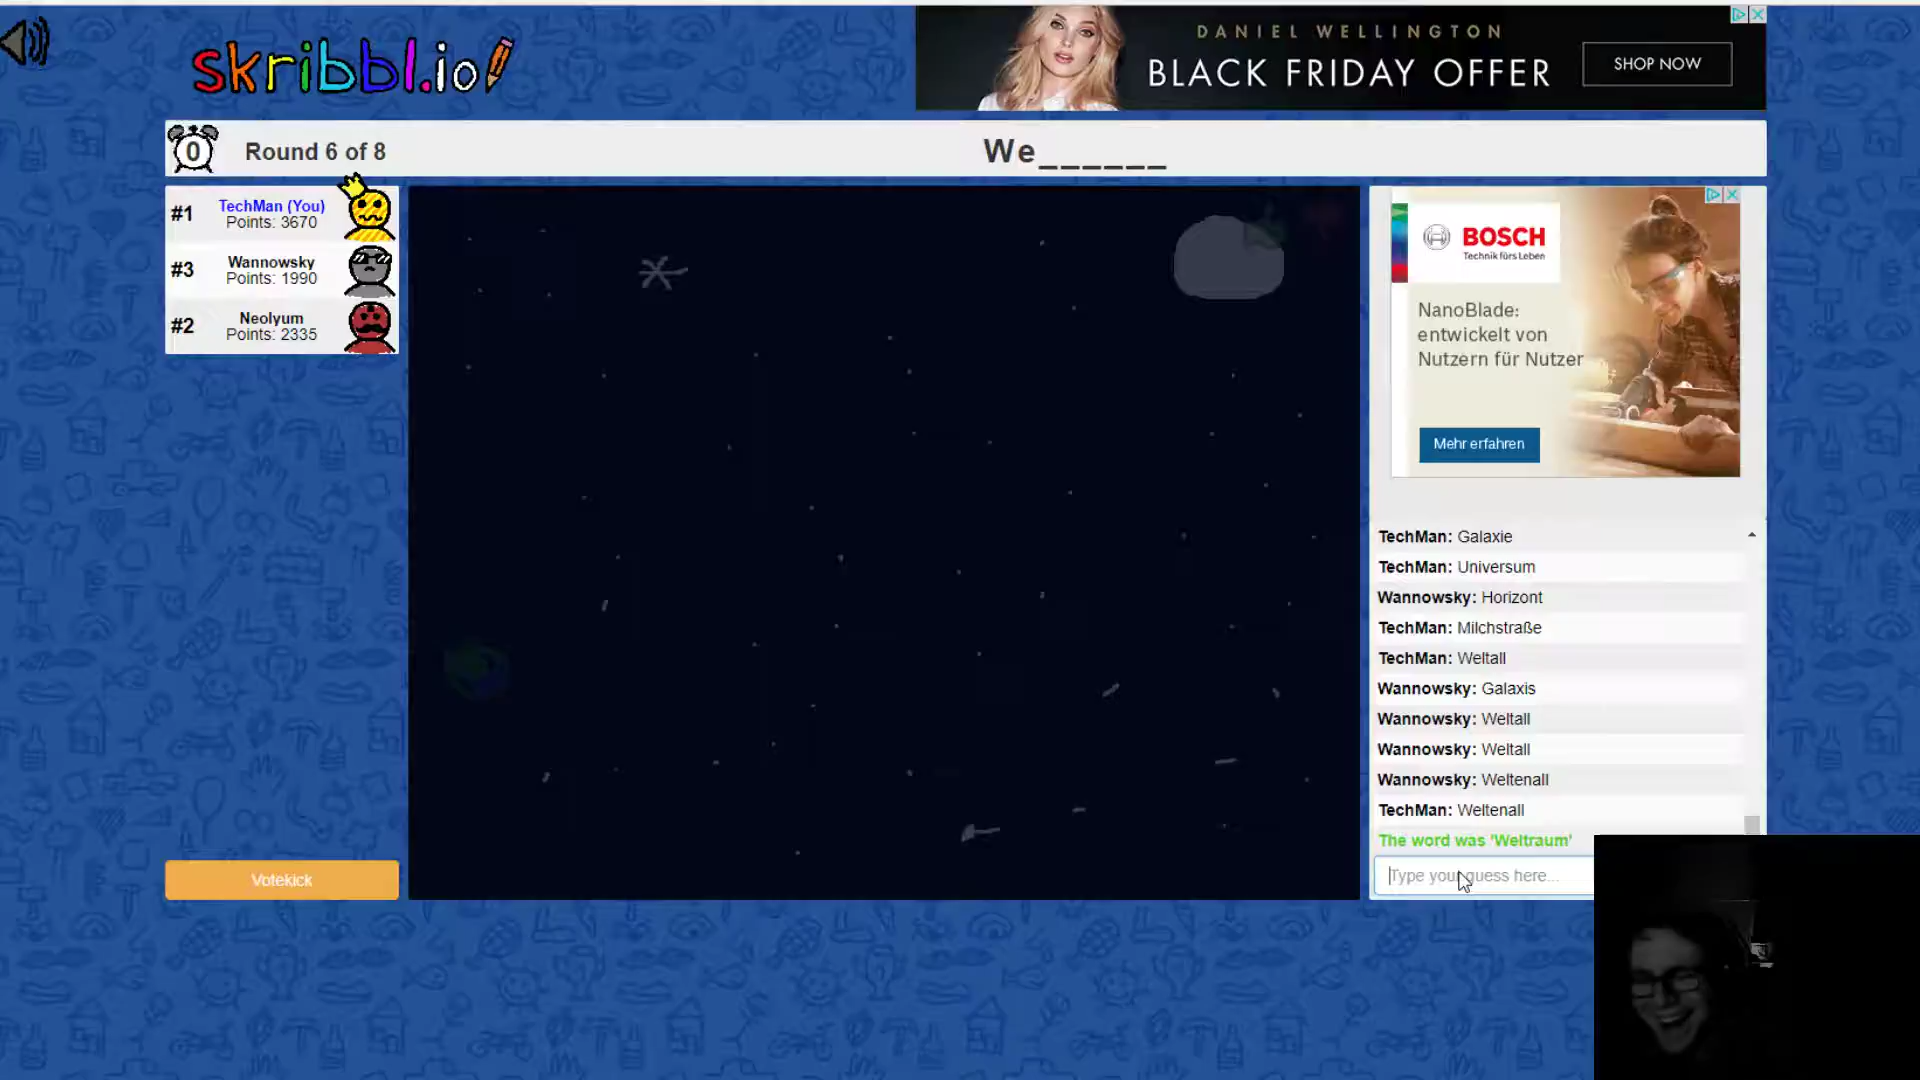 skribbl.io
DANIEL WELLINGTON
BLACK FRIDAY OFFER
SHOP NOW
0
Round 6 of 8
We______
#1
TechMan (You)
Points: 3670
#3
Wannowsky
Points: 1990
#2
Neolyum
Points: 2335
BOSCH
Technik fürs Leben
NanoBlade:
entwickelt von
Nutzern für Nutzer
Mehr erfahren
TechMan: Galaxie
TechMan: Universum
Wannowsky: Horizont
TechMan: Milchstraße
TechMan: Weltall
Wannowsky: Galaxis
Wannowsky: Weltall
Wannowsky: Weltall
Wannowsky: Weltenall
TechMan: Weltenall
The word was 'Weltraum'
Type your guess here...
Votekick